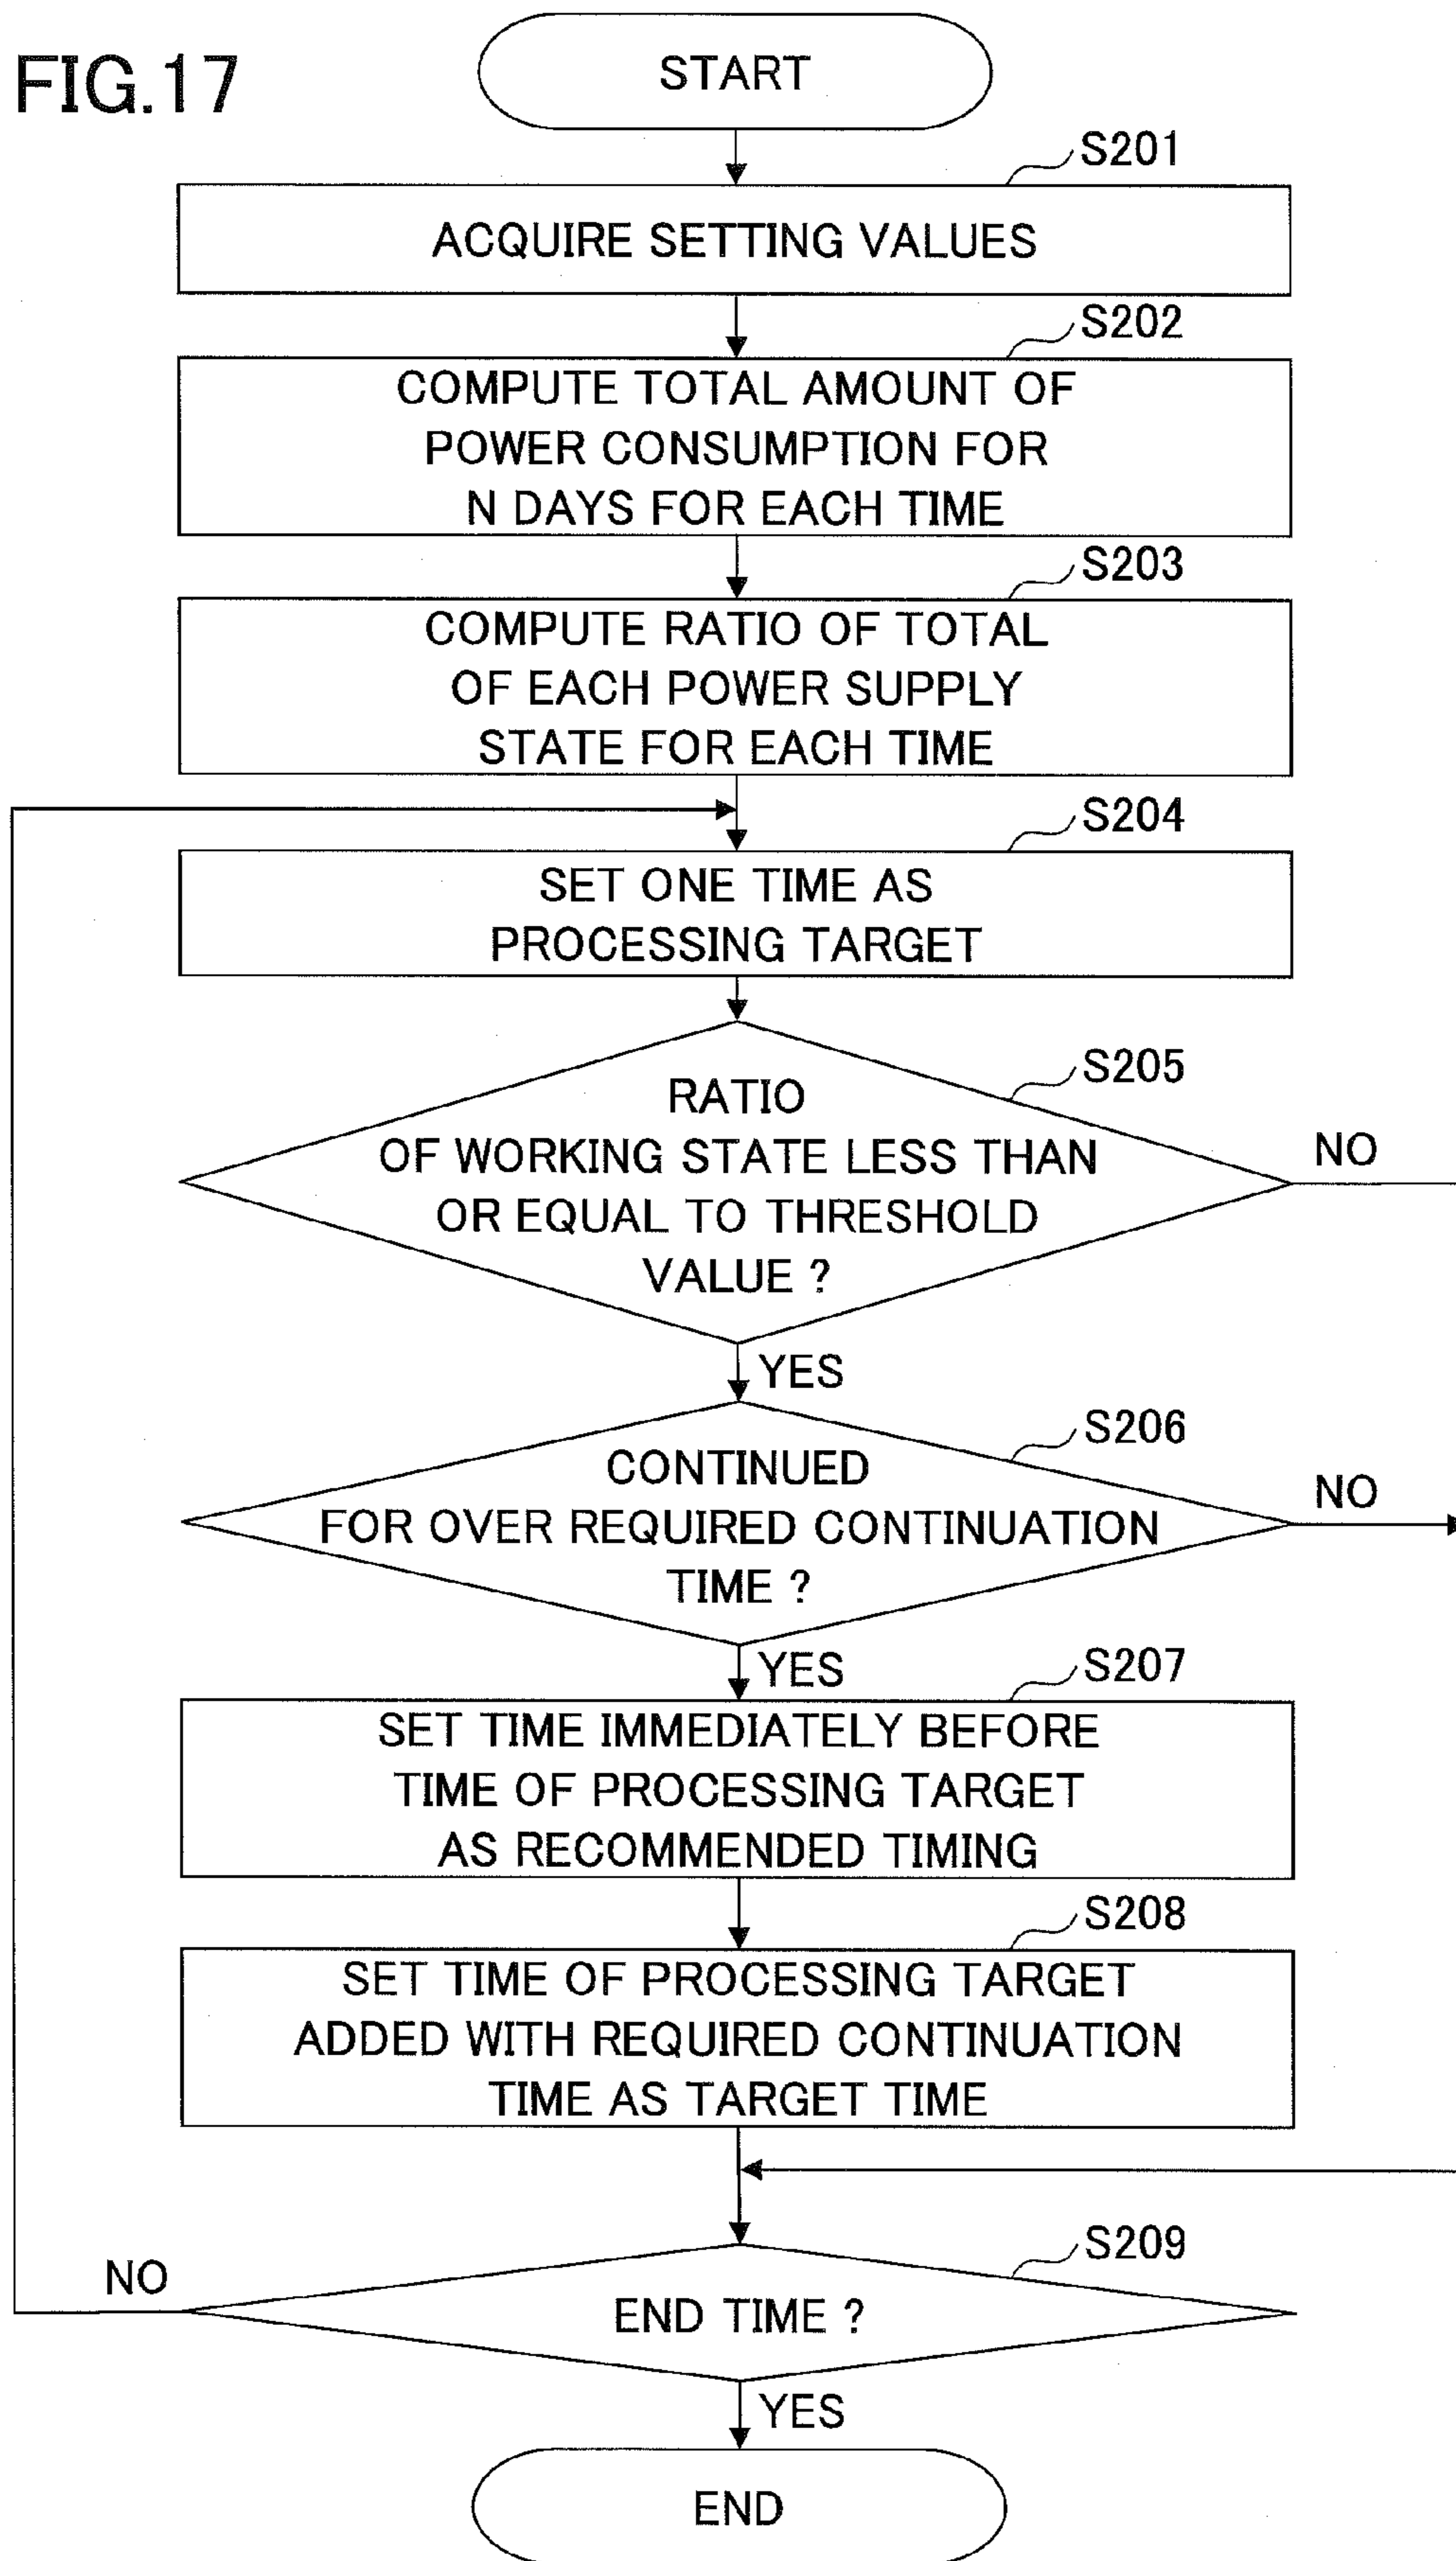 FIG.17
START
S201
ACQUIRE SETTING VALUES
S202
COMPUTE TOTAL AMOUNT OF
POWER CONSUMPTION FOR
N DAYS FOR EACH TIME
S203
COMPUTE RATIO OF TOTAL
OF EACH POWER SUPPLY
STATE FOR EACH TIME
S204
SET ONE TIME AS
PROCESSING TARGET
S205
RATIO
OF WORKING STATE LESS THAN
OR EQUAL TO THRESHOLD
VALUE ?
NO
YES
S206
CONTINUED
FOR OVER REQUIRED CONTINUATION
TIME ?
NO
YES
S207
SET TIME IMMEDIATELY BEFORE
TIME OF PROCESSING TARGET
AS RECOMMENDED TIMING
S208
SET TIME OF PROCESSING TARGET
ADDED WITH REQUIRED CONTINUATION
TIME AS TARGET TIME
S209
NO
END TIME ?
YES
END